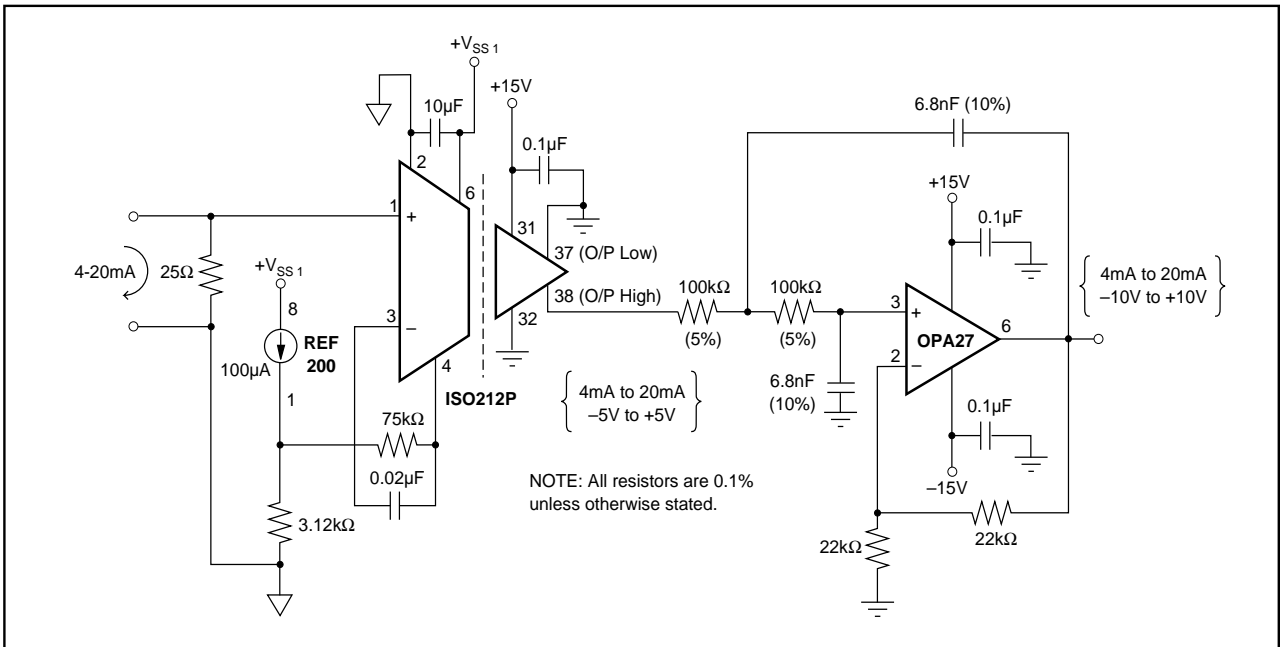 +V_SS 1
+15V
10µF
6.8nF (10%)
0.1µF
2
6
+15V
1
+
31
0.1µF
4-20mA
25Ω
+V_SS 1
37 (O/P Low)
4mA to 20mA
–10V to +10V
38 (O/P High)
100kΩ
100kΩ
8
3
–
32
3
+
6
REF
200
(5%)
(5%)
OPA27
100µA
4
2
–
1
ISO212P
4mA to 20mA
–5V to +5V
6.8nF
(10%)
75kΩ
0.1µF
0.02µF
NOTE: All resistors are 0.1%
unless otherwise stated.
–15V
3.12kΩ
22kΩ
22kΩ